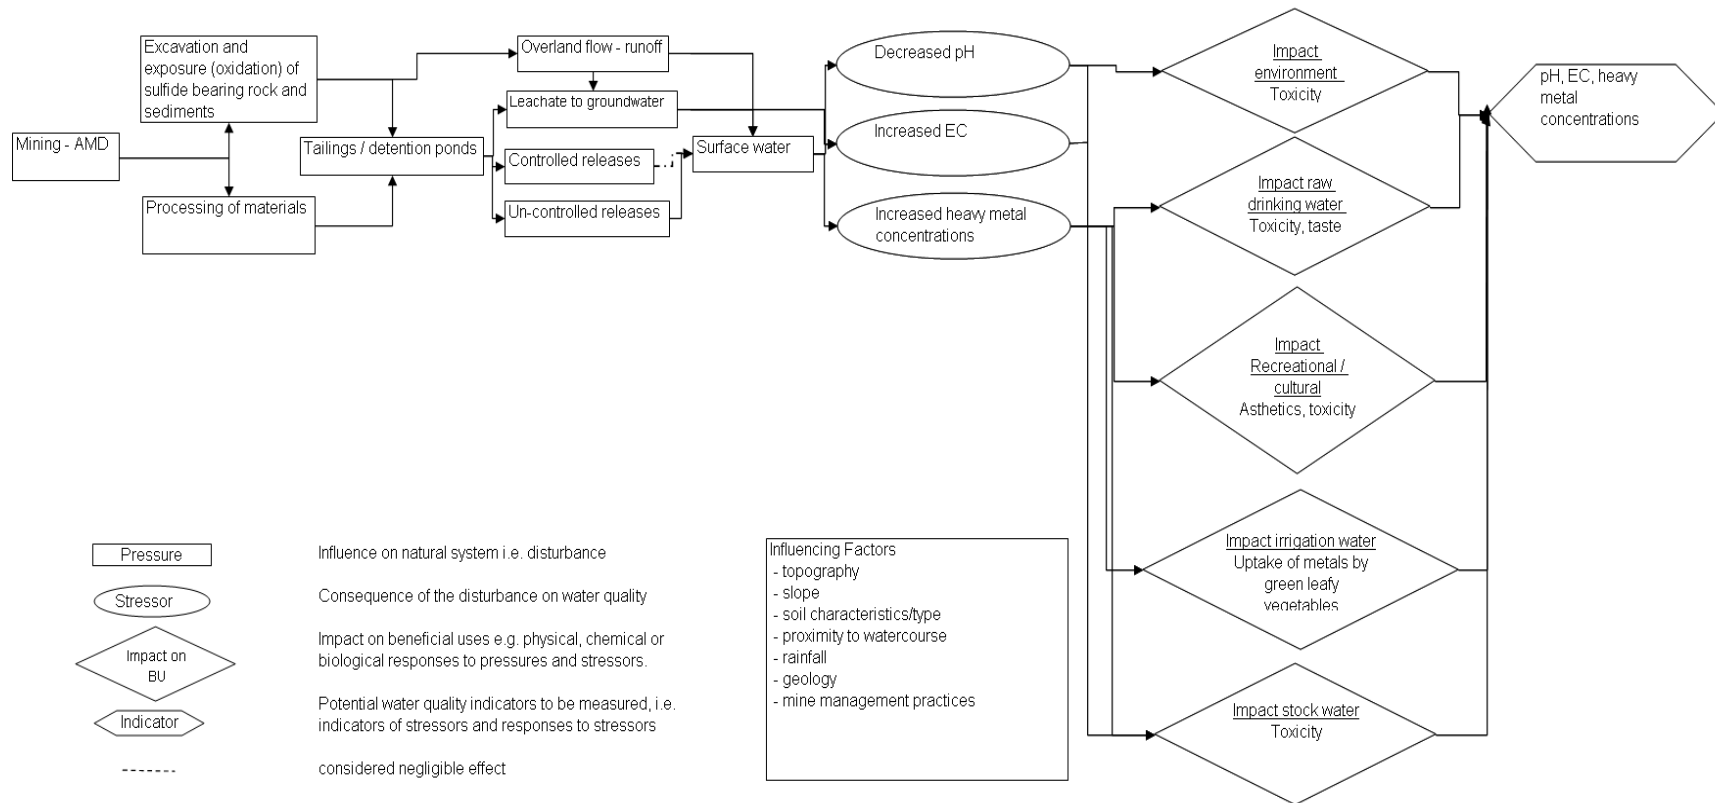 Mining - AMD
Excavation and
exposure (oxidation) of
sulfide bearing rock and
sediments
Processing of materials
Tailings / detention ponds
Overland flow - runoff
Leachate to groundwater
Controlled releases
Un-controlled releases
Surface water
Decreased pH
Increased EC
Increased heavy metal
concentrations
Impact
environment
Toxicity
Impact raw
drinking water
Toxicity, taste
Impact
Recreational /
cultural
Asthetics, toxicity
Impact irrigation water
Uptake of metals by
green leafy
vegetables
Impact stock water
Toxicity
pH, EC, heavy
metal
concentrations
Pressure
Influence on natural system i.e. disturbance
Stressor
Consequence of the disturbance on water quality
Impact on
BU
Impact on beneficial uses e.g. physical, chemical or
biological responses to pressures and stressors.
Indicator
Potential water quality indicators to be measured, i.e.
indicators of stressors and responses to stressors
considered negligible effect
Influencing Factors
- topography
- slope
- soil characteristics/type
- proximity to watercourse
- rainfall
- geology
- mine management practices